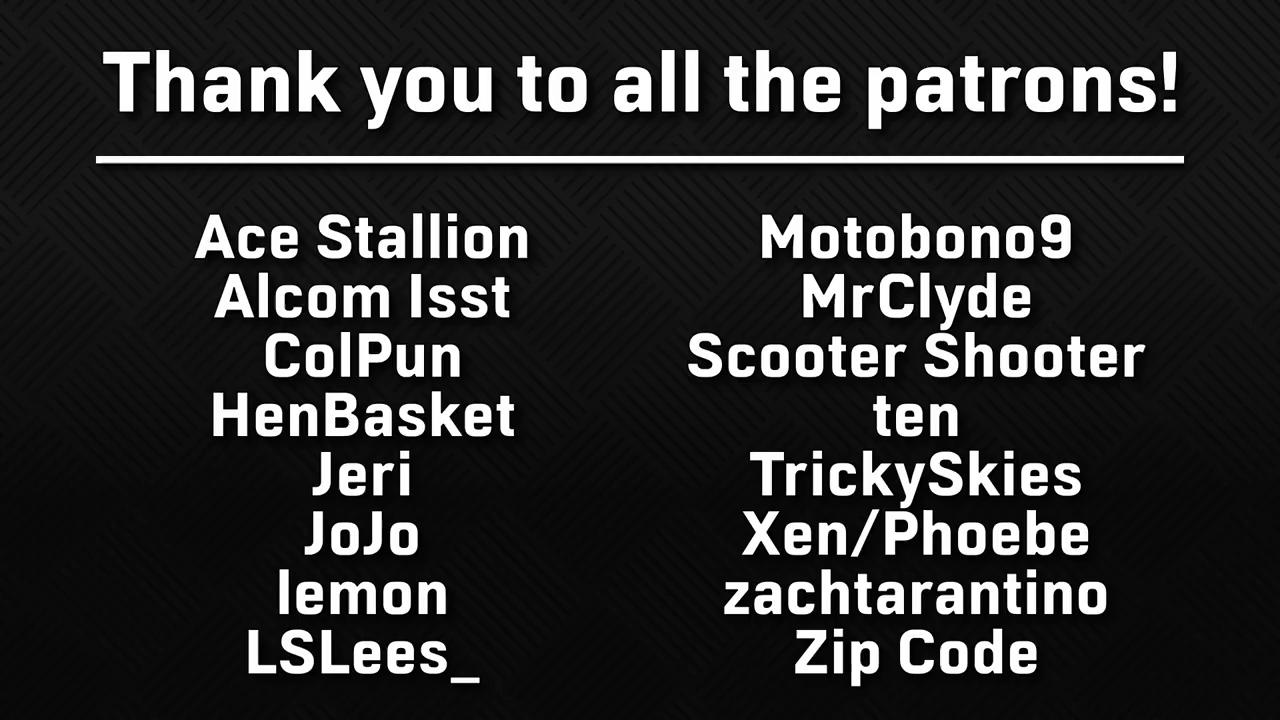 Thank you to all the patrons!
Ace Stallion
Alcom Isst
ColPun
HenBasket
Jeri
JoJo
lemon
LSLees_
Motobono9
MrClyde
Scooter Shooter
ten
TrickySkies
Xen/Phoebe
zachtarantino
Zip Code